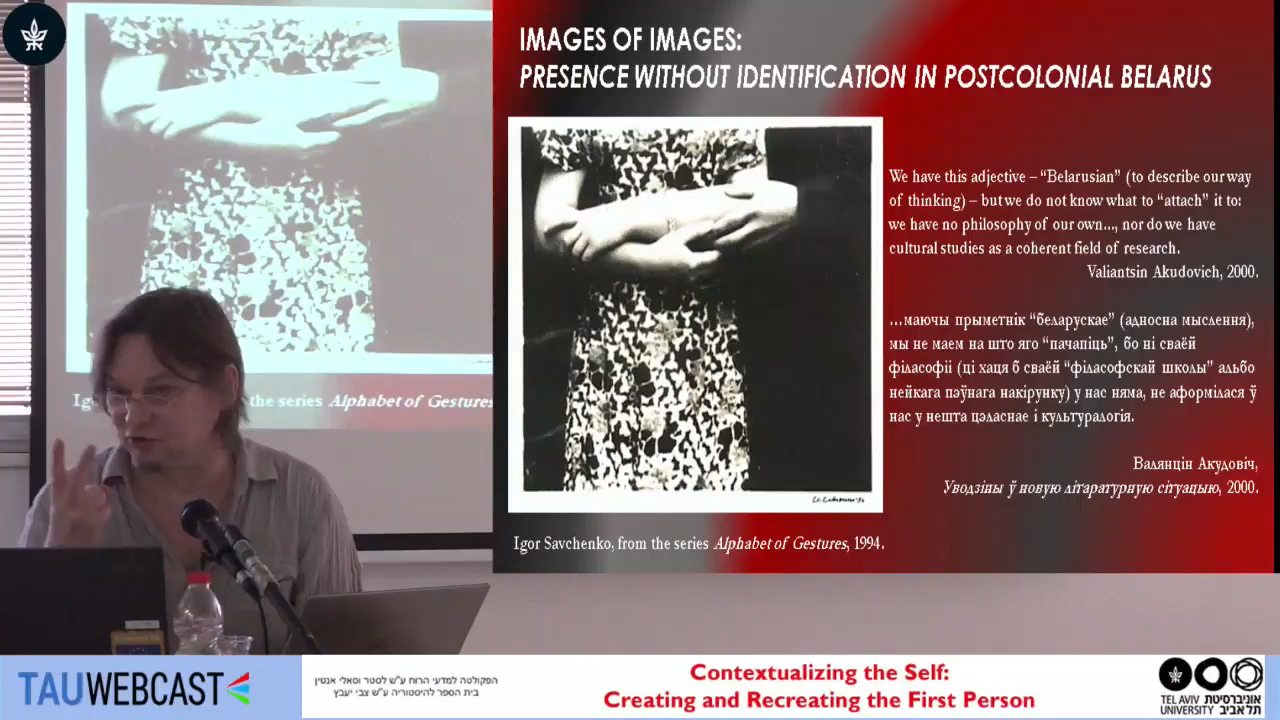 IMAGES OF IMAGES:
PRESENCE WITHOUT IDENTIFICATION IN POSTCOLONIAL BELARUS
We have this adjective – “Belarusian” (to describe our way
of thinking) – but we do not know what to “attach” it to:
we have no philosophy of our own..., nor do we have
cultural studies as a coherent field of research.
Valiantsin Akudovich, 2000.
…маючы прыметнік “беларускае” (адносна мыслення),
мы не маем на што яго “пачапіць”, бо ні сваёй
філасофіі (ці хаця б сваёй “філасофскай школы” альбо
нейкага пэўнага накірунку) у нас няма, не аформілася ў
нас у нешта цэласнае і культуралогія.
Валянцін Акудовіч,
Уводзіны ў новую літаратурную сітуацыю, 2000.
Igor Savchenko, from the series Alphabet of Gestures, 1994.
Ig
the series Alphabet of Gestures
TAUWEBCAST
הפקולטה למדעי הרוח ע"ש לסטר וסאלי אנטין
בית הספר להיסטוריה ע"ש צבי יעבץ
Contextualizing the Self:
Creating and Recreating the First Person
TEL AVIV אוניברסיטת
UNIVERSITY תל אביב